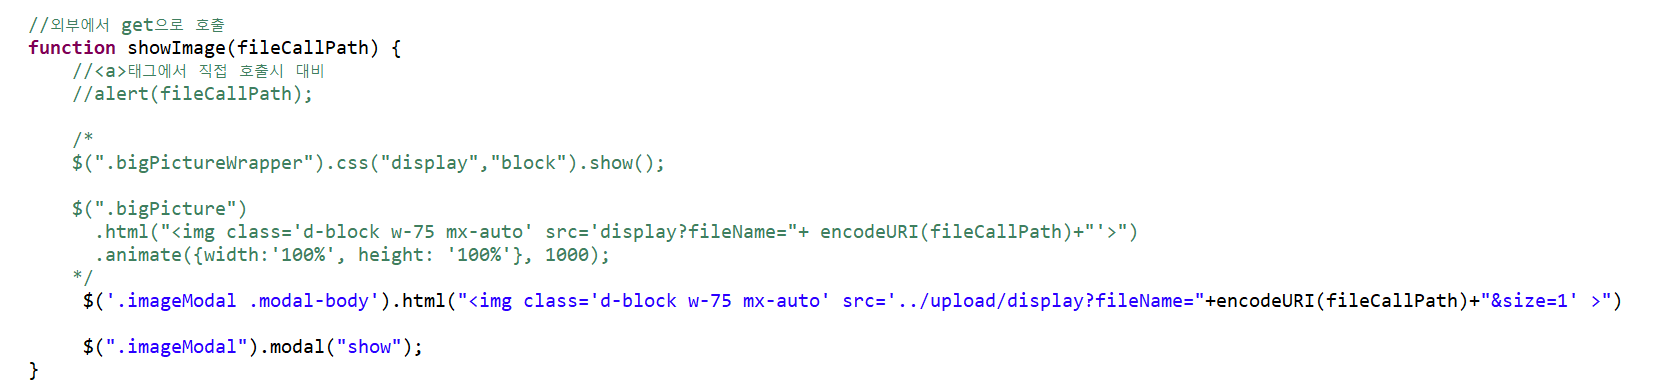 //외부에서 get으로 호출
function showImage(fileCallPath) {
    //<a>태그에서 직접 호출시 대비
    //alert(fileCallPath);
    /*
    $(".bigPictureWrapper").css("display","block").show();
    $(".bigPicture")
      .html("<img class='d-block w-75 mx-auto' src='display?fileName="+ encodeURI(fileCallPath)+"'>")
      .animate({width:'100%', height: '100%'}, 1000);
    */
     $('.imageModal .modal-body').html("<img class='d-block w-75 mx-auto' src='../upload/display?fileName="+encodeURI(fileCallPath)+"&size=1' >")
     $(".imageModal").modal("show");
}